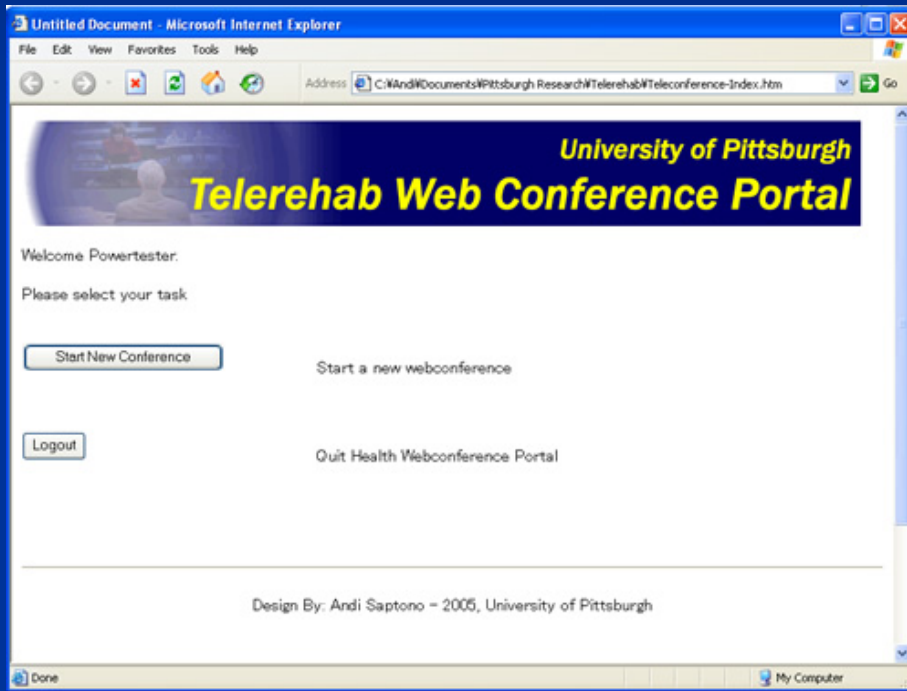 Untitled Document - Microsoft Internet Explorer
File Edit View Favorites Tools Help
Address C:¥Andi¥Documents¥Pittsburgh Research¥Telerehab¥Teleconference-Index.htm Go
University of Pittsburgh
Telerehab Web Conference Portal
Welcome Powertester.
Please select your task
Start New Conference
Start a new webconference
Logout
Quit Health Webconference Portal
Design By: Andi Saptono - 2005, University of Pittsburgh
Done My Computer